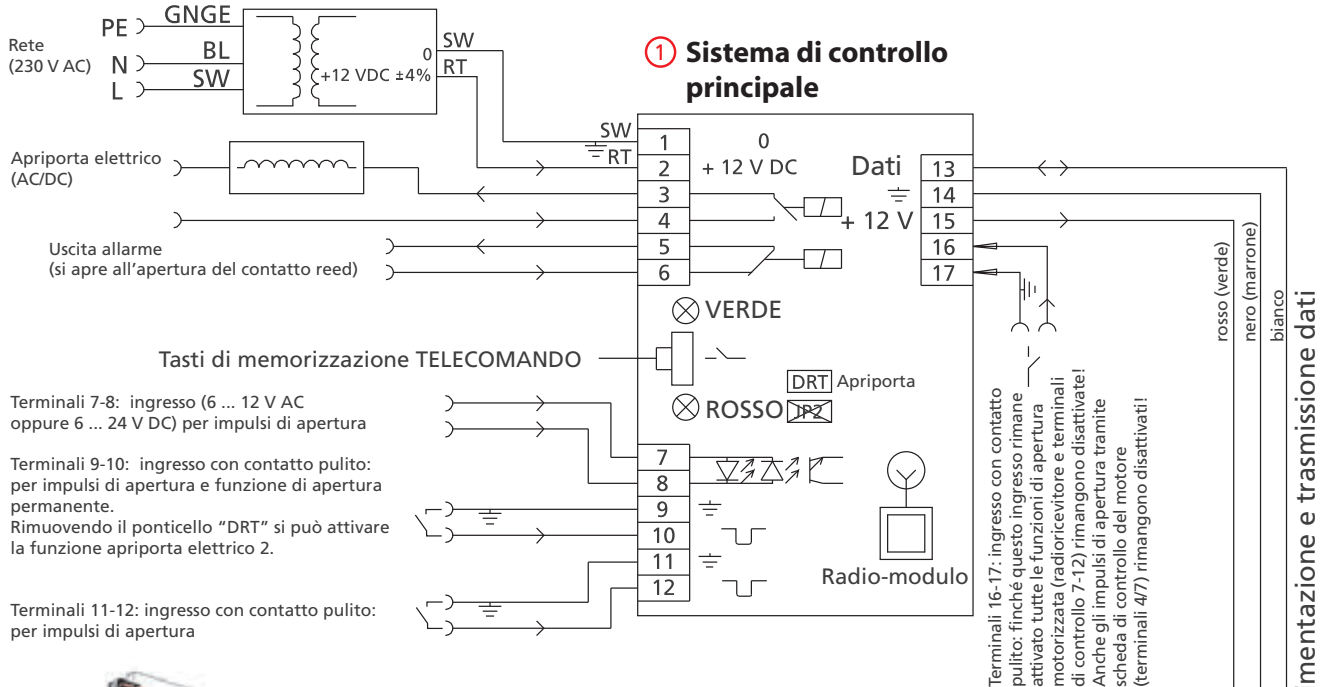 PE
GNGE
Rete
(230 V AC)
N
BL
L
SW
0
+12 VDC ±4%
SW
RT
① Sistema di controllo
principale
Apriporta elettrico
(AC/DC)
Uscita allarme
(si apre all'apertura del contatto reed)
SW
RT
1
2
3
4
5
6
0
+ 12 V DC
Dati
+ 12 V
13
14
15
16
17
VERDE
Tasti di memorizzazione TELECOMANDO
DRT Apriporta
ROSSO JP2
Terminali 7-8: ingresso (6 ... 12 V AC
oppure 6 ... 24 V DC) per impulsi di apertura
Terminali 9-10: ingresso con contatto pulito:
per impulsi di apertura e funzione di apertura
permanente.
Rimuovendo il ponticello “DRT” si può attivare
la funzione apriporta elettrico 2.
Terminali 11-12: ingresso con contatto pulito:
per impulsi di apertura
7
8
9
10
11
12
Radio-modulo
Terminali 16-17: ingresso con contatto
pulito: finché questo ingresso rimane
attivato tutte le funzioni di apertura
motorizzata (radioricevitore e terminali
di controllo 7-12) rimangono disattivate!
Anche gli impulsi di apertura tramite
scheda di controllo del motore
(terminali 4/7) rimangono disattivati!
rosso (verde)
nero (marrone)
bianco
mentazione e trasmissione dati